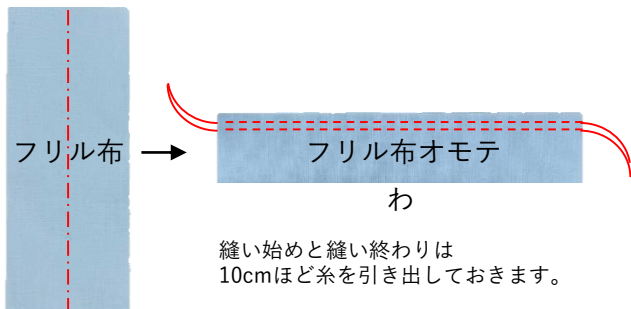 フリル布
フリル布オモテ
わ
縫い始めと縫い終わりは
10cmほど糸を引き出しておきます。